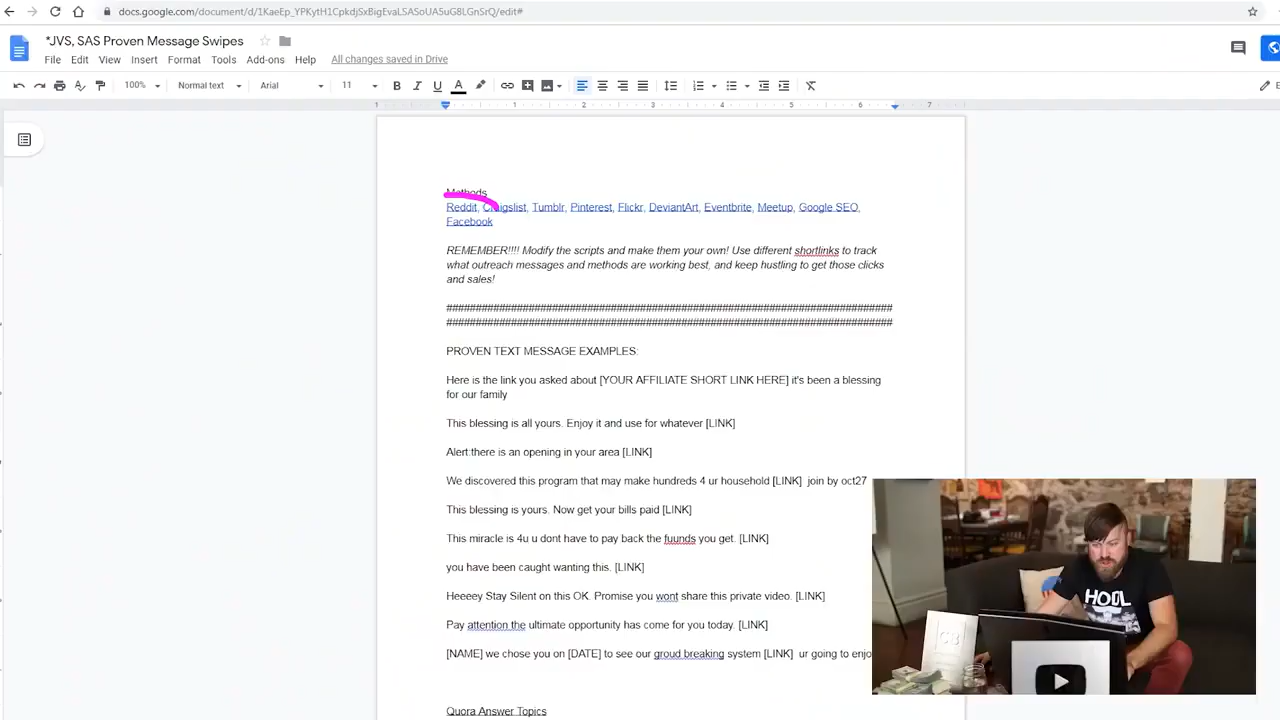 docs.google.com/document/d/1KaeEp_YPKytH1CpkdjSxBigEvaLSASoUA5uG8LGnSrQ/edit#
*JVS, SAS Proven Message Swipes
File Edit View Insert Format Tools Add-ons Help All changes saved in Drive
100% Normal text Arial 11 B I U A
1 1 2 3 4 5 6 7
Methods
Reddit, Craigslist, Tumblr, Pinterest, Flickr, DeviantArt, Eventbrite, Meetup, Google SEO,
Facebook
REMEMBER!!!! Modify the scripts and make them your own! Use different shortlinks to track
what outreach messages and methods are working best, and keep hustling to get those clicks
and sales!
################################################################################
################################################################################
PROVEN TEXT MESSAGE EXAMPLES:
Here is the link you asked about [YOUR AFFILIATE SHORT LINK HERE] it's been a blessing
for our family
This blessing is all yours. Enjoy it and use for whatever [LINK]
Alert:there is an opening in your area [LINK]
We discovered this program that may make hundreds 4 ur household [LINK] join by oct27
This blessing is yours. Now get your bills paid [LINK]
This miracle is 4u u dont have to pay back the fuunds you get. [LINK]
you have been caught wanting this. [LINK]
Heeeey Stay Silent on this OK. Promise you wont share this private video. [LINK]
Pay attention the ultimate opportunity has come for you today. [LINK]
[NAME] we chose you on [DATE] to see our groud breaking system [LINK] ur going to enjo
Quora Answer Topics
HODL
CB